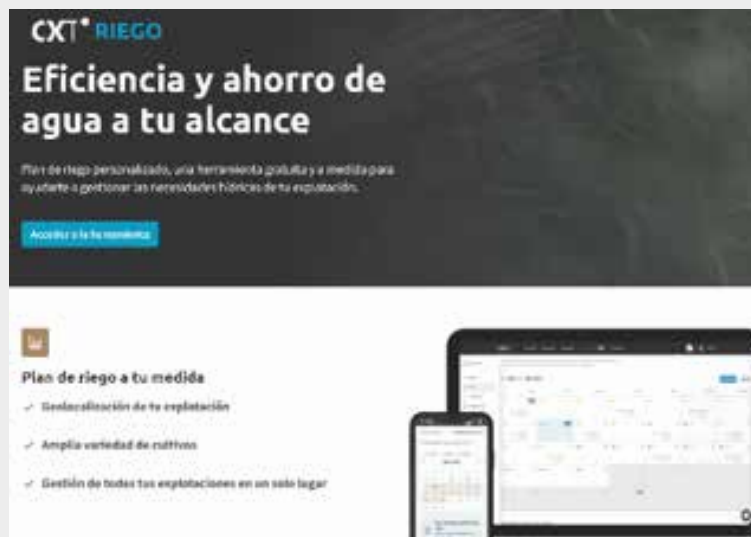 CXT RIEGO
Eficiencia y ahorro de
agua a tu alcance
Plan de riego personalizado, una herramienta gratuita y a medida para
ayudarte a gestionar las necesidades hídricas de tu explotación.
Acceder a la herramienta
Plan de riego a tu medida
✓ Geolocalización de tu explotación
✓ Amplia variedad de cultivos
✓ Gestión de todas tus explotaciones en un solo lugar